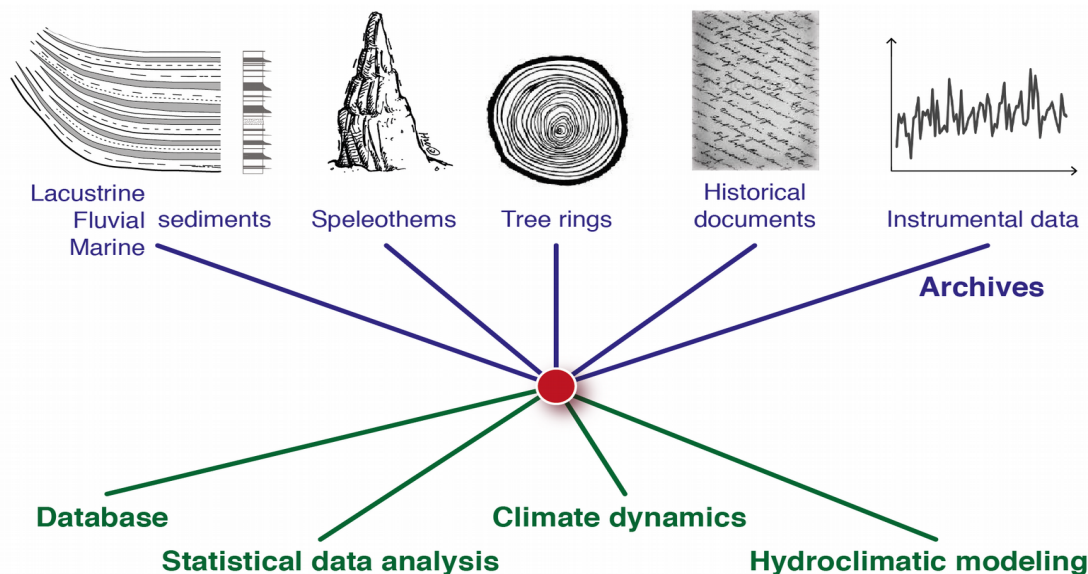 Lacustrine
Fluvial sediments
Marine
Speleothems
Tree rings
Historical
documents
Instrumental data
Archives
Database
Climate dynamics
Statistical data analysis
Hydroclimatic modeling